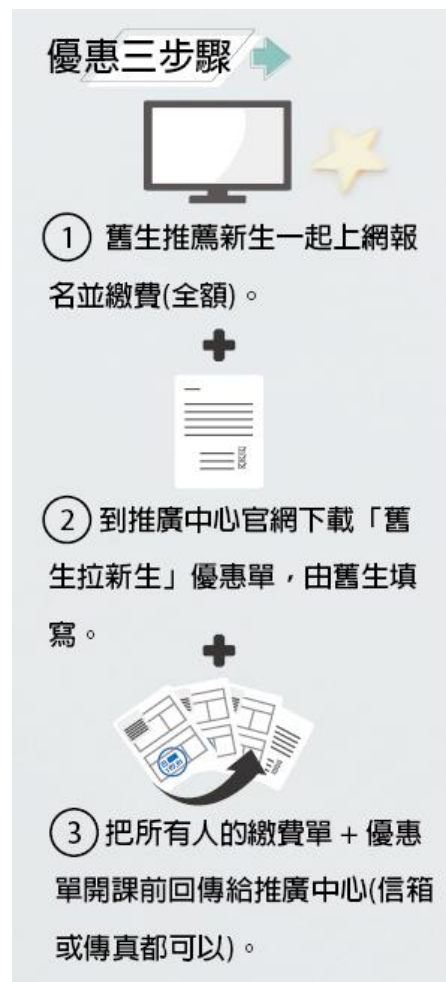 優惠三步驟
① 舊生推薦新生一起上網報
名並繳費(全額)。
② 到推廣中心官網下載「舊
生拉新生」優惠單，由舊生填
寫。
③ 把所有人的繳費單 + 優惠
單開課前回傳給推廣中心(信箱
或傳真都可以)。